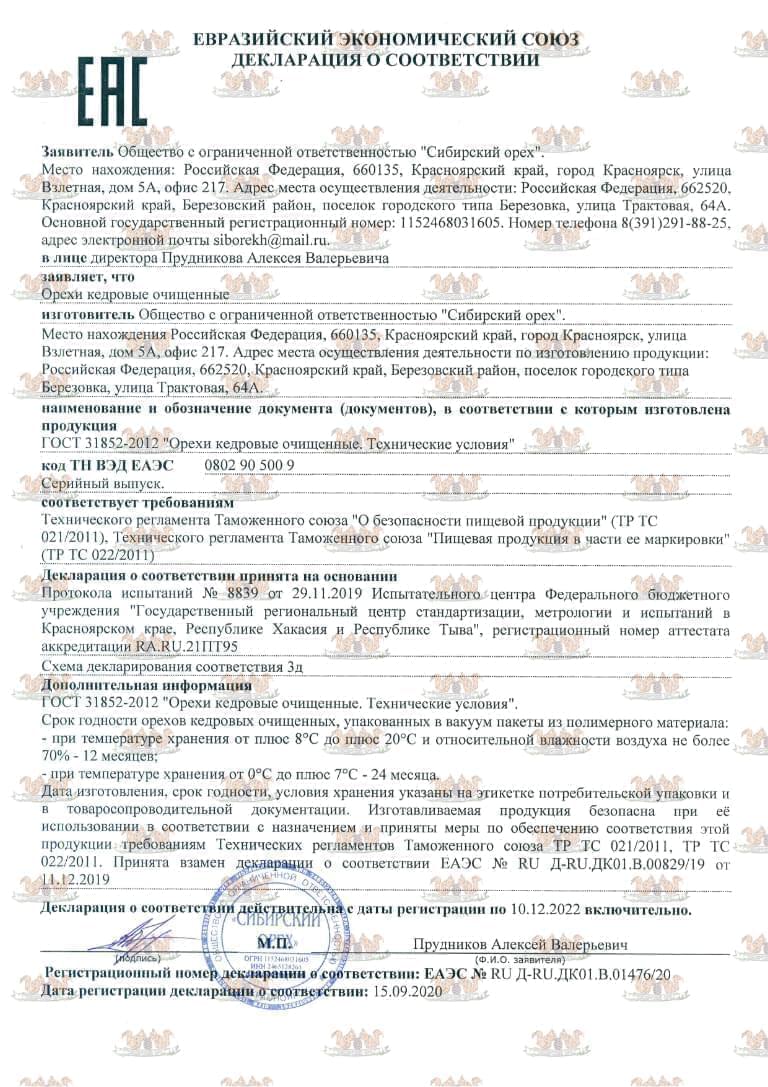 ЕВРАЗИЙСКИЙ ЭКОНОМИЧЕСКИЙ СОЮЗ
ДЕКЛАРАЦИЯ О СООТВЕТСТВИИ
ЕАС
Заявитель Общество с ограниченной ответственностью "Сибирский орех".
Место нахождения: Российская Федерация, 660135, Красноярский край, город Красноярск, улица
Взлетная, дом 5А, офис 217. Адрес места осуществления деятельности: Российская Федерация, 662520,
Красноярский край, Березовский район, поселок городского типа Березовка, улица Трактовая, 64А.
Основной государственный регистрационный номер: 1152468031605. Номер телефона 8(391)291-88-25,
адрес электронной почты siborekh@mail.ru.
в лице директора Прудникова Алексея Валерьевича
заявляет, что
Орехи кедровые очищенные
изготовитель Общество с ограниченной ответственностью "Сибирский орех".
Место нахождения Российская Федерация, 660135, Красноярский край, город Красноярск, улица
Взлетная, дом 5А, офис 217. Адрес места осуществления деятельности по изготовлению продукции:
Российская Федерация, 662520, Красноярский край, Березовский район, поселок городского типа
Березовка, улица Трактовая, 64А.
наименование и обозначение документа (документов), в соответствии с которым изготовлена
продукция
ГОСТ 31852-2012 "Орехи кедровые очищенные. Технические условия"
код ТН ВЭД ЕАЭС 0802 90 500 9
Серийный выпуск.
соответствует требованиям
Технического регламента Таможенного союза "О безопасности пищевой продукции" (ТР ТС
021/2011), Технического регламента Таможенного союза "Пищевая продукция в части ее маркировки"
(ТР ТС 022/2011)
Декларация о соответствии принята на основании
Протокола испытаний № 8839 от 29.11.2019 Испытательного центра Федерального бюджетного
учреждения "Государственный региональный центр стандартизации, метрологии и испытаний в
Красноярском крае, Республике Хакасия и Республике Тыва", регистрационный номер аттестата
аккредитации RA.RU.21ПТ95
Схема декларирования соответствия 3д
Дополнительная информация
ГОСТ 31852-2012 "Орехи кедровые очищенные. Технические условия".
Срок годности орехов кедровых очищенных, упакованных в вакуум пакеты из полимерного материала:
- при температуре хранения от плюс 8°С до плюс 20°С и относительной влажности воздуха не более
70% - 12 месяцев;
- при температуре хранения от 0°С до плюс 7°С - 24 месяца.
Дата изготовления, срок годности, условия хранения указаны на этикетке потребительской упаковки и
в товаросопроводительной документации. Изготавливаемая продукция безопасна при её
использовании в соответствии с назначением и приняты меры по обеспечению соответствия этой
продукции требованиям Технических регламентов Таможенного союза ТР ТС 021/2011, ТР ТС
022/2011. Принята взамен декларации о соответствии ЕАЭС № RU Д-RU.ДК01.В.00829/19 от
11.12.2019
Декларация о соответствии действительна с даты регистрации по 10.12.2022 включительно.
«СИБИРСКИЙ
ОРЕХ»
М.П.
ОГРН 1152468031605
Прудников Алексей Валерьевич
(подпись)
(Ф.И.О. заявителя)
Регистрационный номер декларации о соответствии: ЕАЭС № RU Д-RU.ДК01.В.01476/20
Дата регистрации декларации о соответствии: 15.09.2020